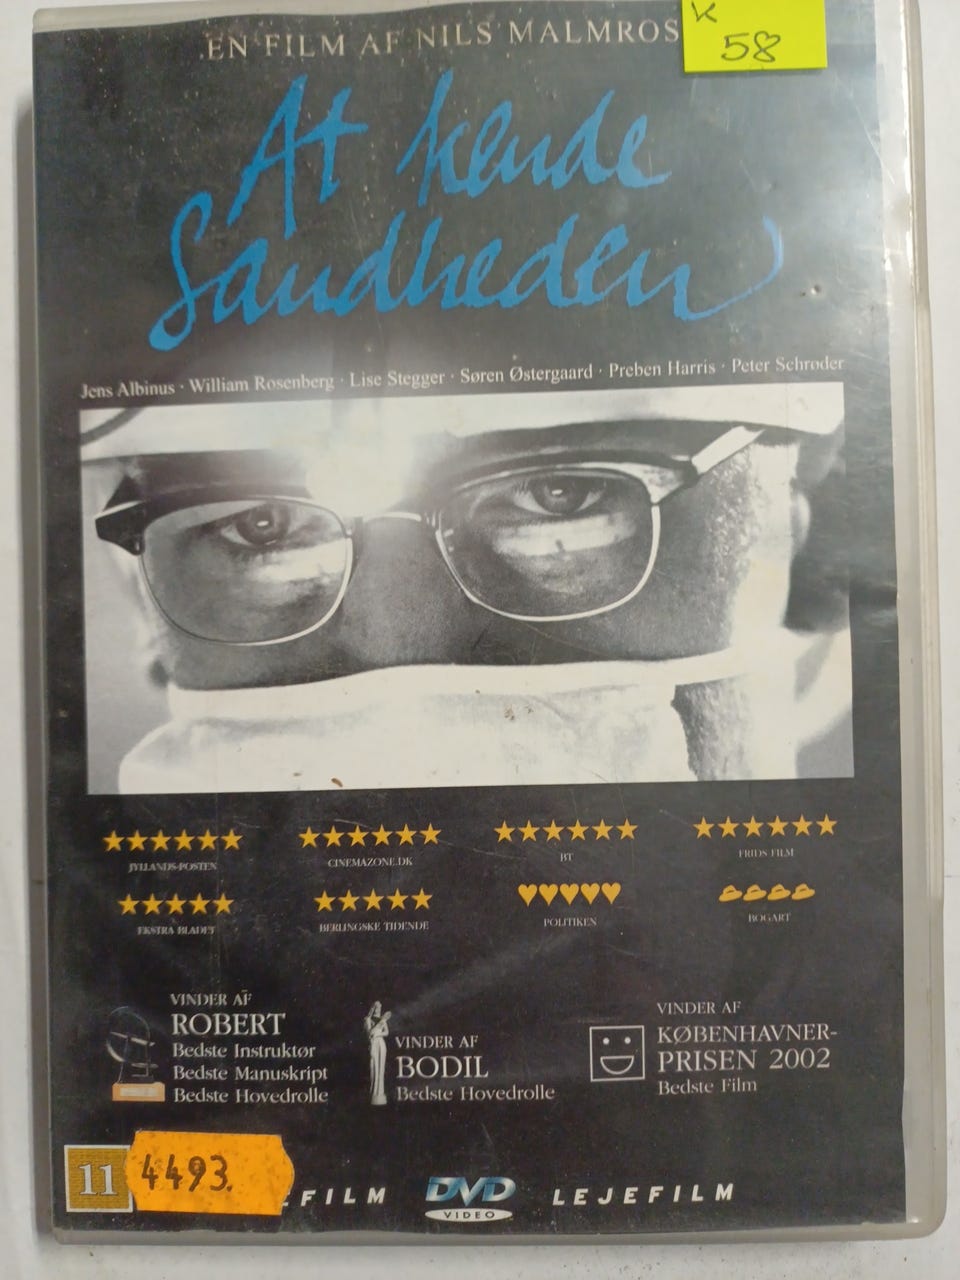 EN FILM AF NILS MALMROS
K
58
At kende
Sandheden
Jens Albinus · William Rosenberg · Lise Stegger · Søren Østergaard · Preben Harris · Peter Schrøder
JYLLANDS-POSTEN
CINEMAZONE.DK
BT
FRIDS FILM
EKSTRA BLADET
BERLINGSKE TIDENDE
POLITIKEN
BOGART
VINDER AF
ROBERT
Bedste Instruktør
Bedste Manuskript
Bedste Hovedrolle
VINDER AF
BODIL
Bedste Hovedrolle
VINDER AF
KØBENHAVNER-
PRISEN 2002
Bedste Film
11
4493.
EFILM
DVD
VIDEO
LEJEFILM